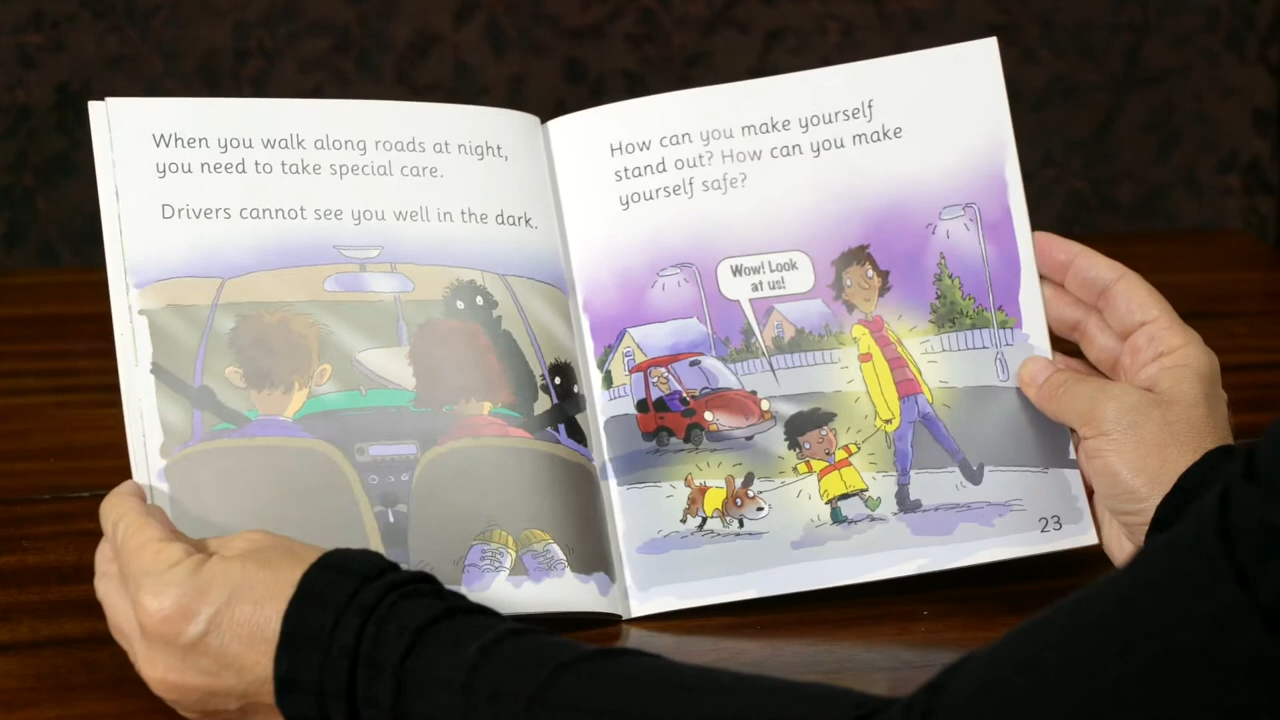 When you walk along roads at night,
you need to take special care.
Drivers cannot see you well in the dark.
How can you make yourself
stand out? How can you make
yourself safe?
Wow! Look
at us!
23